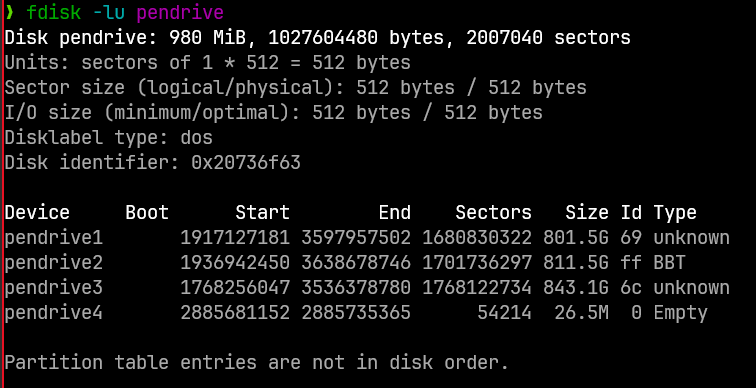 ❯ fdisk -lu pendrive
Disk pendrive: 980 MiB, 1027604480 bytes, 2007040 sectors
Units: sectors of 1 * 512 = 512 bytes
Sector size (logical/physical): 512 bytes / 512 bytes
I/O size (minimum/optimal): 512 bytes / 512 bytes
Disklabel type: dos
Disk identifier: 0x20736f63

Device     Boot      Start        End    Sectors   Size Id Type
pendrive1       1917127181 3597957502 1680830322 801.5G 69 unknown
pendrive2       1936942450 3638678746 1701736297 811.5G ff BBT
pendrive3       1768256047 3536378780 1768122734 843.1G 6c unknown
pendrive4       2885681152 2885735365      54214  26.5M  0 Empty

Partition table entries are not in disk order.